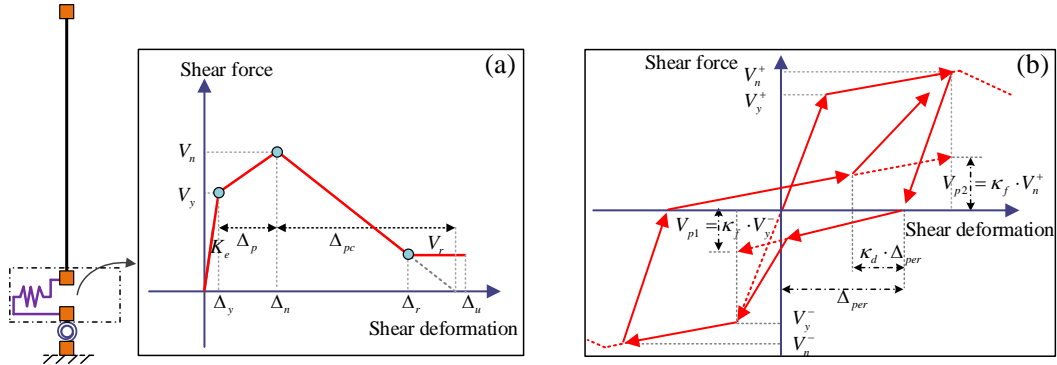 (a)
Shear force
V_n
V_y
K_e
Δ_p
Δ_pc
V_r
Δ_y
Δ_n
Δ_r
Δ_u
Shear deformation
(b)
Shear force
V_n^+
V_y^+
V_p1 = κ_f · V_y^-
V_p2 = κ_f · V_n^+
Shear deformation
κ_d · Δ_per
Δ_per
V_y^-
V_n^-